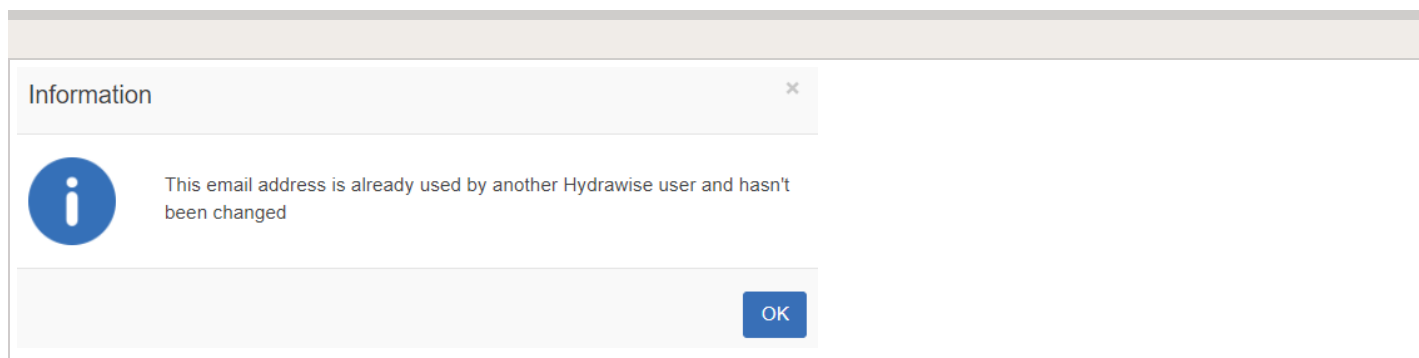 Information
×
This email address is already used by another Hydrawise user and hasn't
been changed
OK